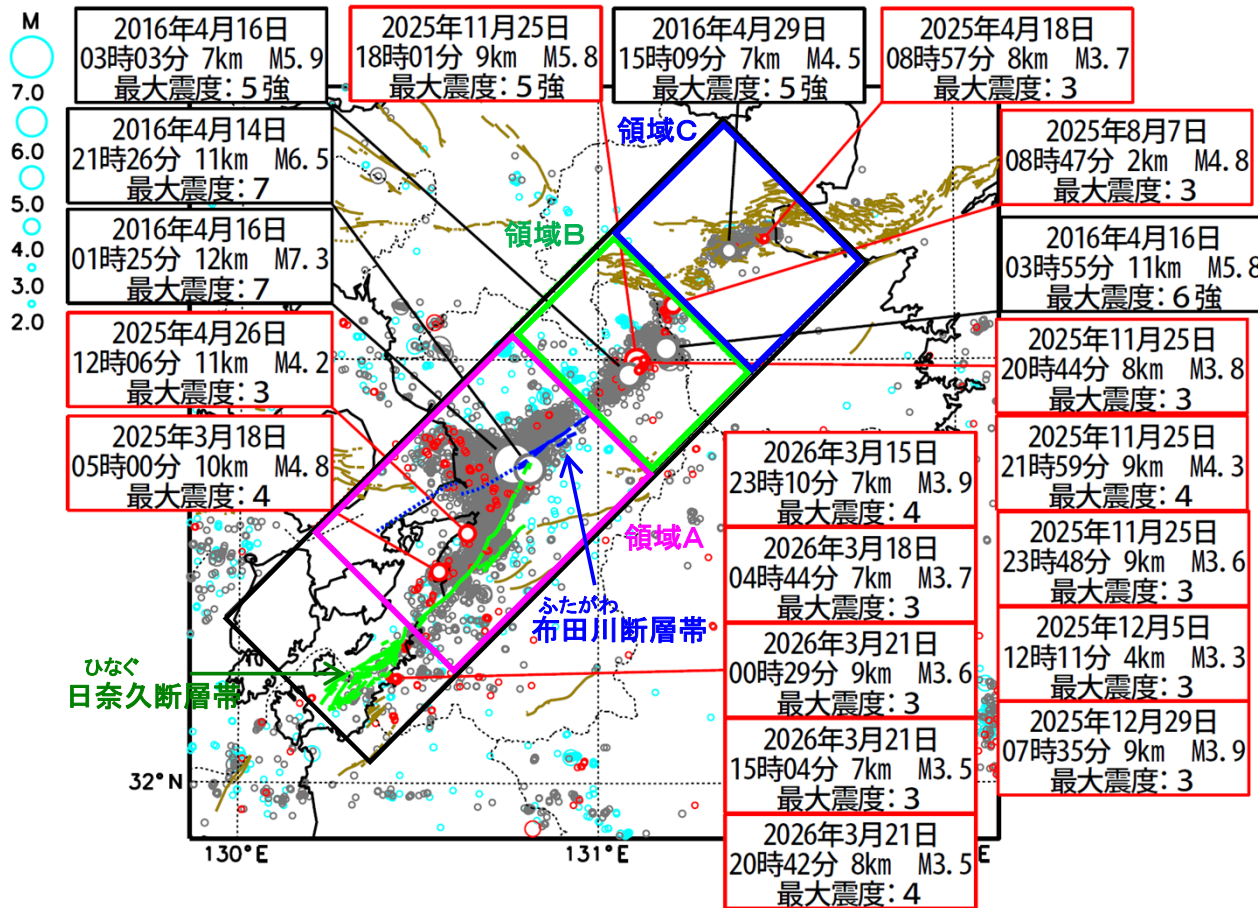 M
7.0
6.0
5.0
4.0
3.0
2.0
2016年4月16日
03時03分 7km M5.9
最大震度：5強
2025年11月25日
18時01分 9km M5.8
最大震度：5強
2016年4月29日
15時09分 7km M4.5
最大震度：5強
2025年4月18日
08時57分 8km M3.7
最大震度：3
2016年4月14日
21時26分 11km M6.5
最大震度：7
2016年4月16日
01時25分 12km M7.3
最大震度：7
2025年4月26日
12時06分 11km M4.2
最大震度：3
2025年3月18日
05時00分 10km M4.8
最大震度：4
領域C
領域B
領域A
ふたがわ
布田川断層帯
ひなぐ
日奈久断層帯
2025年8月7日
08時47分 2km M4.8
最大震度：3
2016年4月16日
03時55分 11km M5.8
最大震度：6強
2025年11月25日
20時44分 8km M3.8
最大震度：3
2025年11月25日
21時59分 9km M4.3
最大震度：4
2025年11月25日
23時48分 9km M3.6
最大震度：3
2025年12月5日
12時11分 4km M3.3
最大震度：3
2025年12月29日
07時35分 9km M3.9
最大震度：3
2026年3月15日
23時10分 7km M3.9
最大震度：4
2026年3月18日
04時44分 7km M3.7
最大震度：3
2026年3月21日
00時29分 9km M3.6
最大震度：3
2026年3月21日
15時04分 7km M3.5
最大震度：3
2026年3月21日
20時42分 8km M3.5
最大震度：4
32°N
130°E
131°E